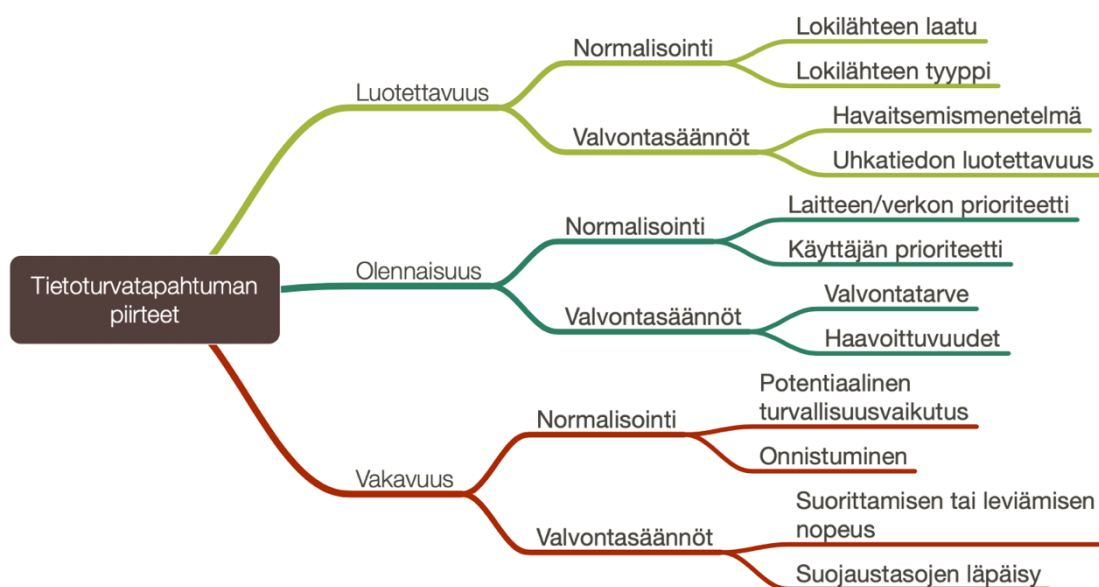 Tietoturvatapahtuman
piirteet
Luotettavuus
Normalisointi
Lokilähteen laatu
Lokilähteen tyyppi
Valvontasäännöt
Havaitsemismenetelmä
Uhkatiedon luotettavuus
Olennaisuus
Normalisointi
Laitteen/verkon prioriteetti
Käyttäjän prioriteetti
Valvontasäännöt
Valvontatarve
Haavoittuvuudet
Vakavuus
Normalisointi
Potentiaalinen
turvallisuusvaikutus
Onnistuminen
Valvontasäännöt
Suorittamisen tai leviämisen
nopeus
Suojaustasojen läpäisy